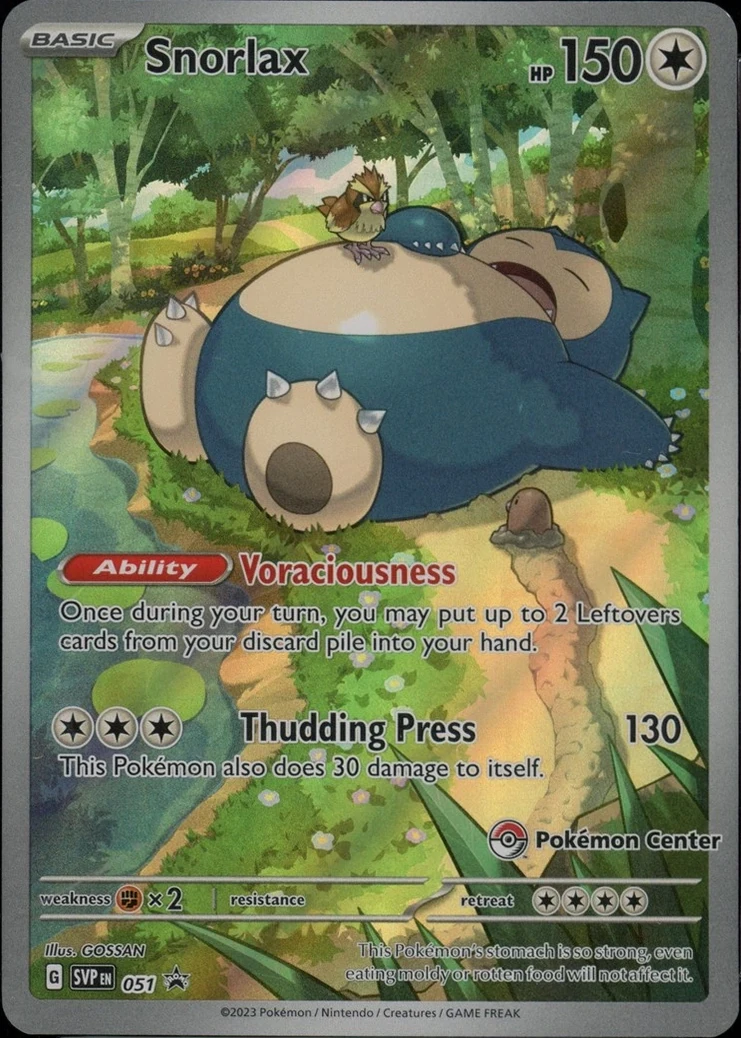 BASIC Snorlax HP 150
Ability Voraciousness
Once during your turn, you may put up to 2 Leftovers
cards from your discard pile into your hand.
Thudding Press 130
This Pokémon also does 30 damage to itself.
Pokémon Center
weakness ×2 resistance retreat
Illus. GOSSAN
This Pokémon's stomach is so strong, even
eating moldy or rotten food will not affect it.
G SVP EN 051
©2023 Pokémon / Nintendo / Creatures / GAME FREAK